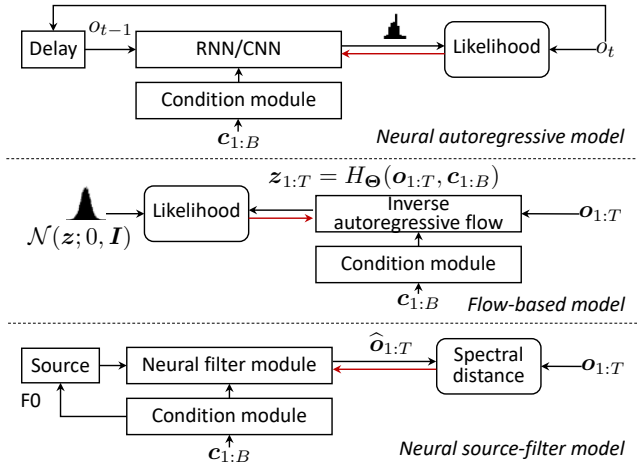 Delay
o_{t−1}
RNN/CNN
Likelihood
o_t
Condition module
c_{1:B}
Neural autoregressive model
z_{1:T} = H_Θ(o_{1:T}, c_{1:B})
Likelihood
Inverse
autoregressive flow
o_{1:T}
N(z; 0, I)
Condition module
c_{1:B}
Flow-based model
Source
Neural filter module
ô_{1:T}
Spectral
distance
o_{1:T}
F0
Condition module
c_{1:B}
Neural source-filter model